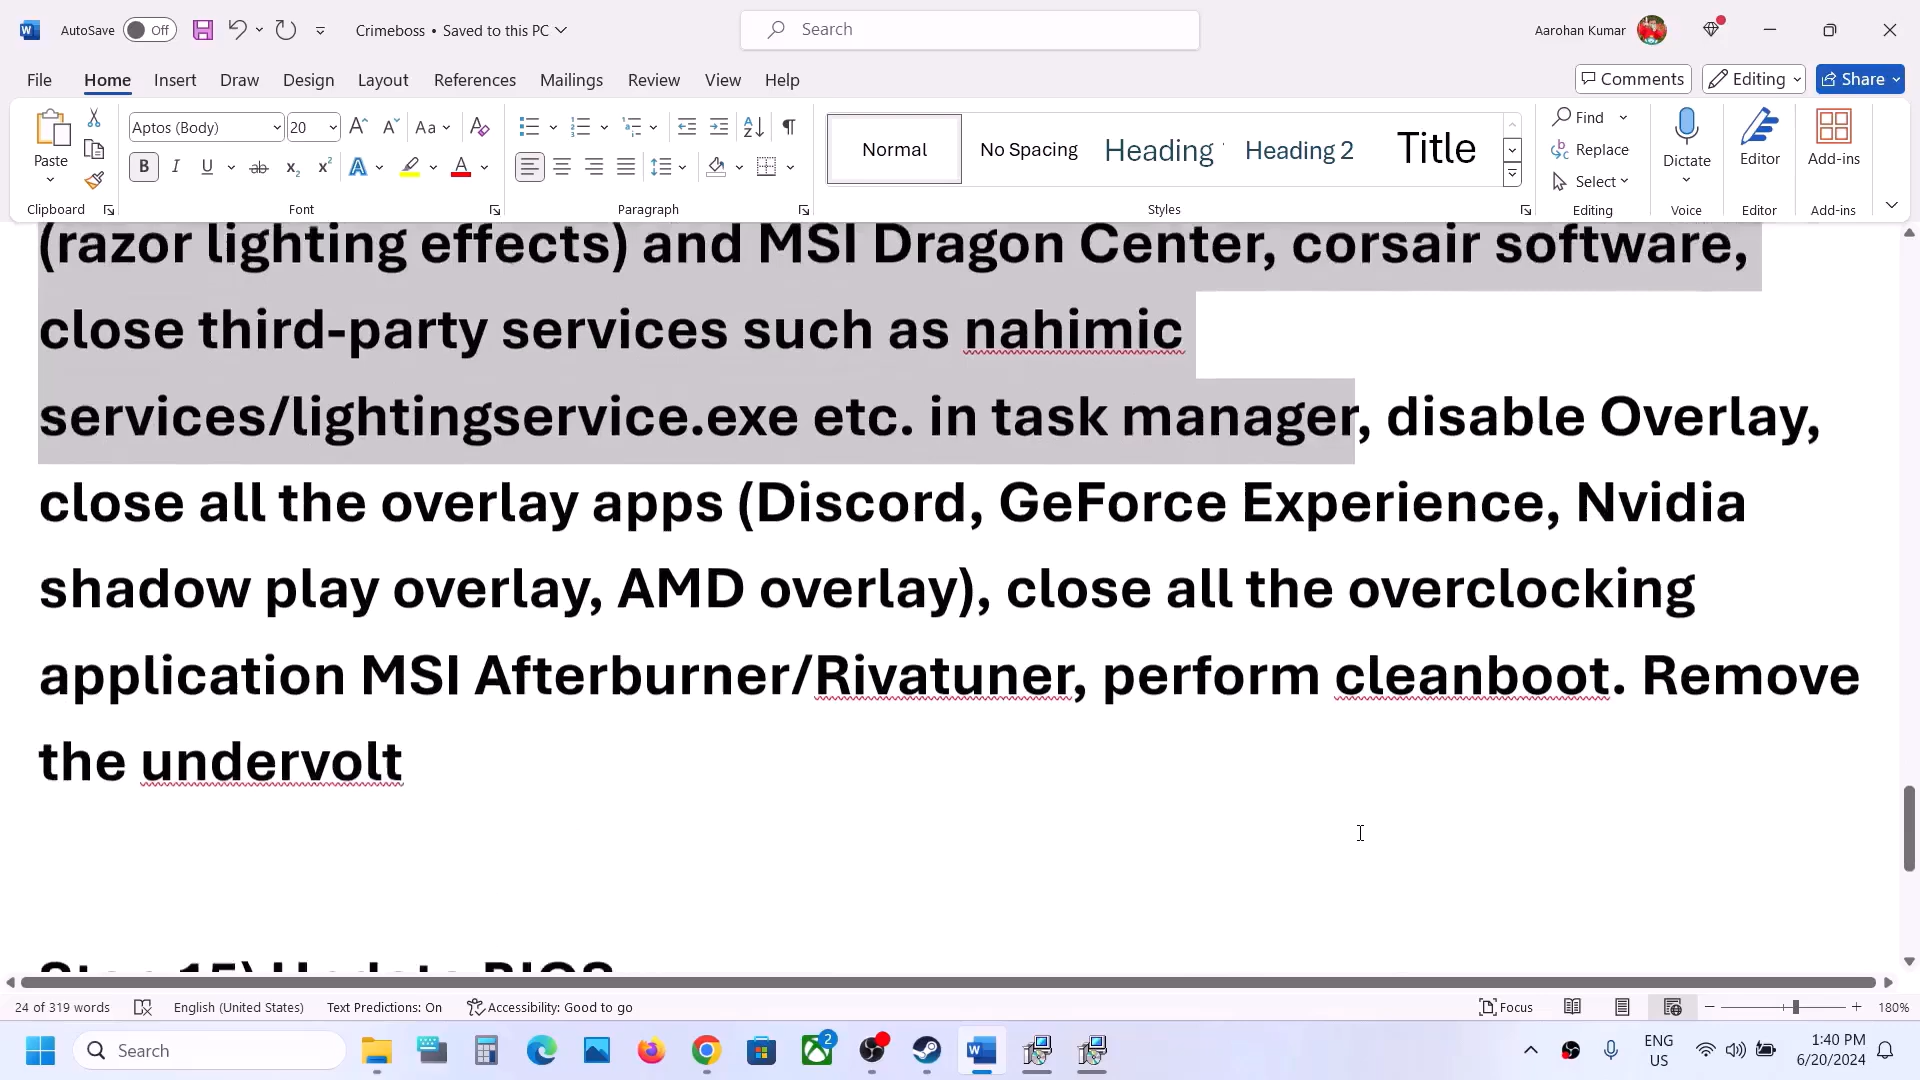 AutoSave Off Crimeboss • Saved to this PC Search Aarohan Kumar
File Home Insert Draw Design Layout References Mailings Review View Help Comments Editing Share
Paste Aptos (Body) 20 Aa Normal No Spacing Heading Heading 2 Title Find Replace Select Dictate Editor Add-ins
Clipboard Font Paragraph Styles Editing Voice Editor Add-ins
(razor lighting effects) and MSI Dragon Center, corsair software,
close third-party services such as nahimic
services/lightingservice.exe etc. in task manager, disable Overlay,
close all the overlay apps (Discord, GeForce Experience, Nvidia
shadow play overlay, AMD overlay), close all the overclocking
application MSI Afterburner/Rivatuner, perform cleanboot. Remove
the undervolt
Step 15) Update BIOS
24 of 319 words English (United States) Text Predictions: On Accessibility: Good to go Focus 180%
Search 2 ENG 1:40 PM
US 6/20/2024